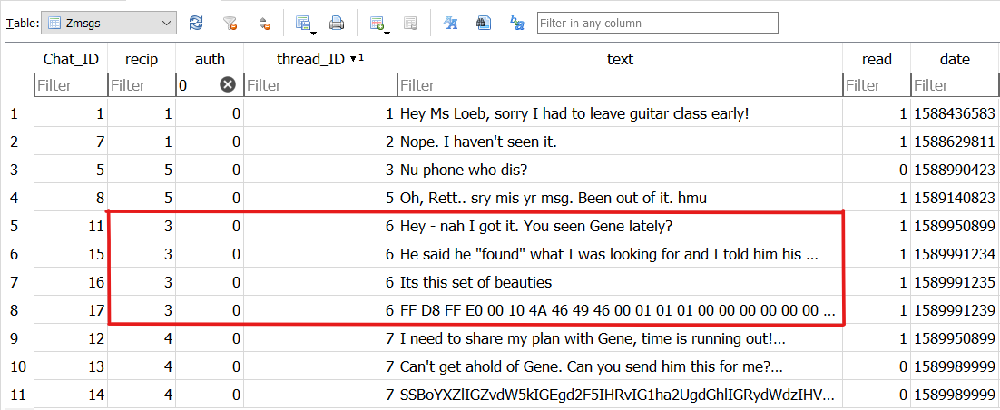 Table: Zmsgs Filter in any column
Chat_ID recip auth thread_ID 1 text read date
Filter Filter 0 Filter Filter Filter Filter
1 1 1 0 1 Hey Ms Loeb, sorry I had to leave guitar class early! 1 1588436583
2 7 1 0 2 Nope. I haven't seen it. 1 1588629811
3 5 5 0 3 Nu phone who dis? 0 1588990423
4 8 5 0 5 Oh, Rett.. sry mis yr msg. Been out of it. hmu 1 1589140823
5 11 3 0 6 Hey - nah I got it. You seen Gene lately? 1 1589950899
6 15 3 0 6 He said he "found" what I was looking for and I told him his ... 1 1589991234
7 16 3 0 6 Its this set of beauties 1 1589991235
8 17 3 0 6 FF D8 FF E0 00 10 4A 46 49 46 00 01 01 01 00 00 00 00 00 00 ... 1 1589991239
9 12 4 0 7 I need to share my plan with Gene, time is running out!... 1 1589950899
10 13 4 0 7 Can't get ahold of Gene. Can you send him this for me?... 0 1589989999
11 14 4 0 7 SSBoYXZlIGZvdW5kIGEgd2F5IHRvIG1ha2UgdGhlIGRydWdzIHV... 0 1589989999